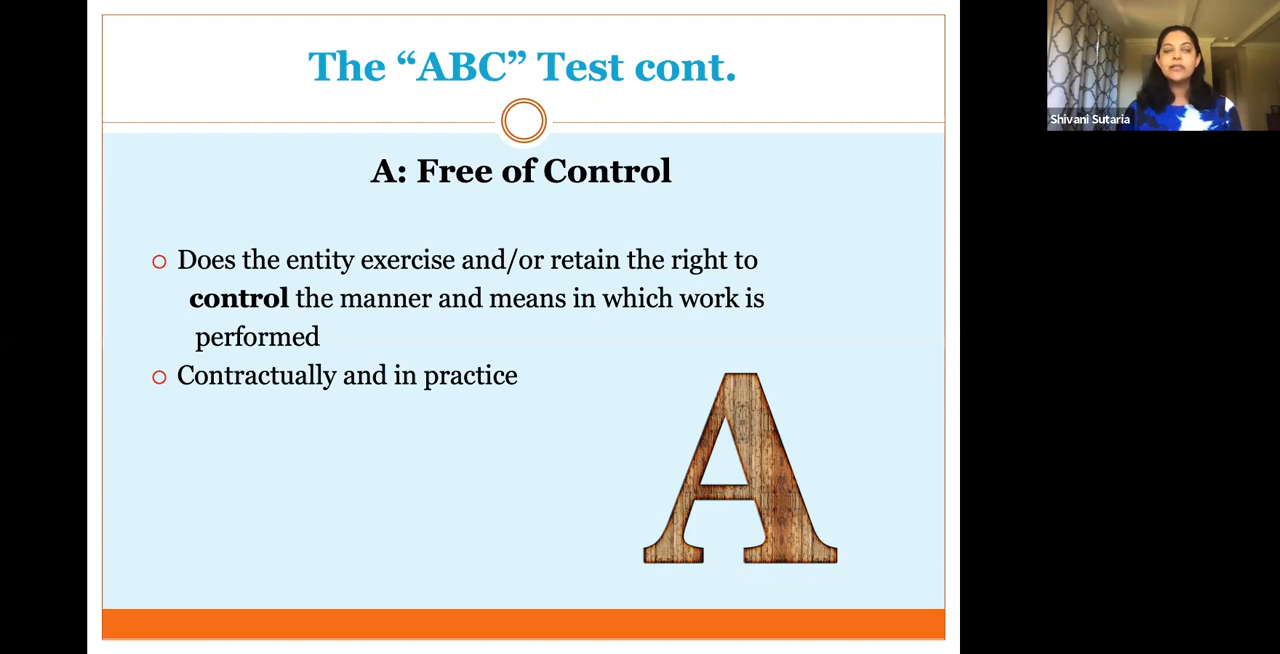 The “ABC” Test cont.
A: Free of Control
Does the entity exercise and/or retain the right to
control the manner and means in which work is
performed
Contractually and in practice
A
Shivani Sutaria